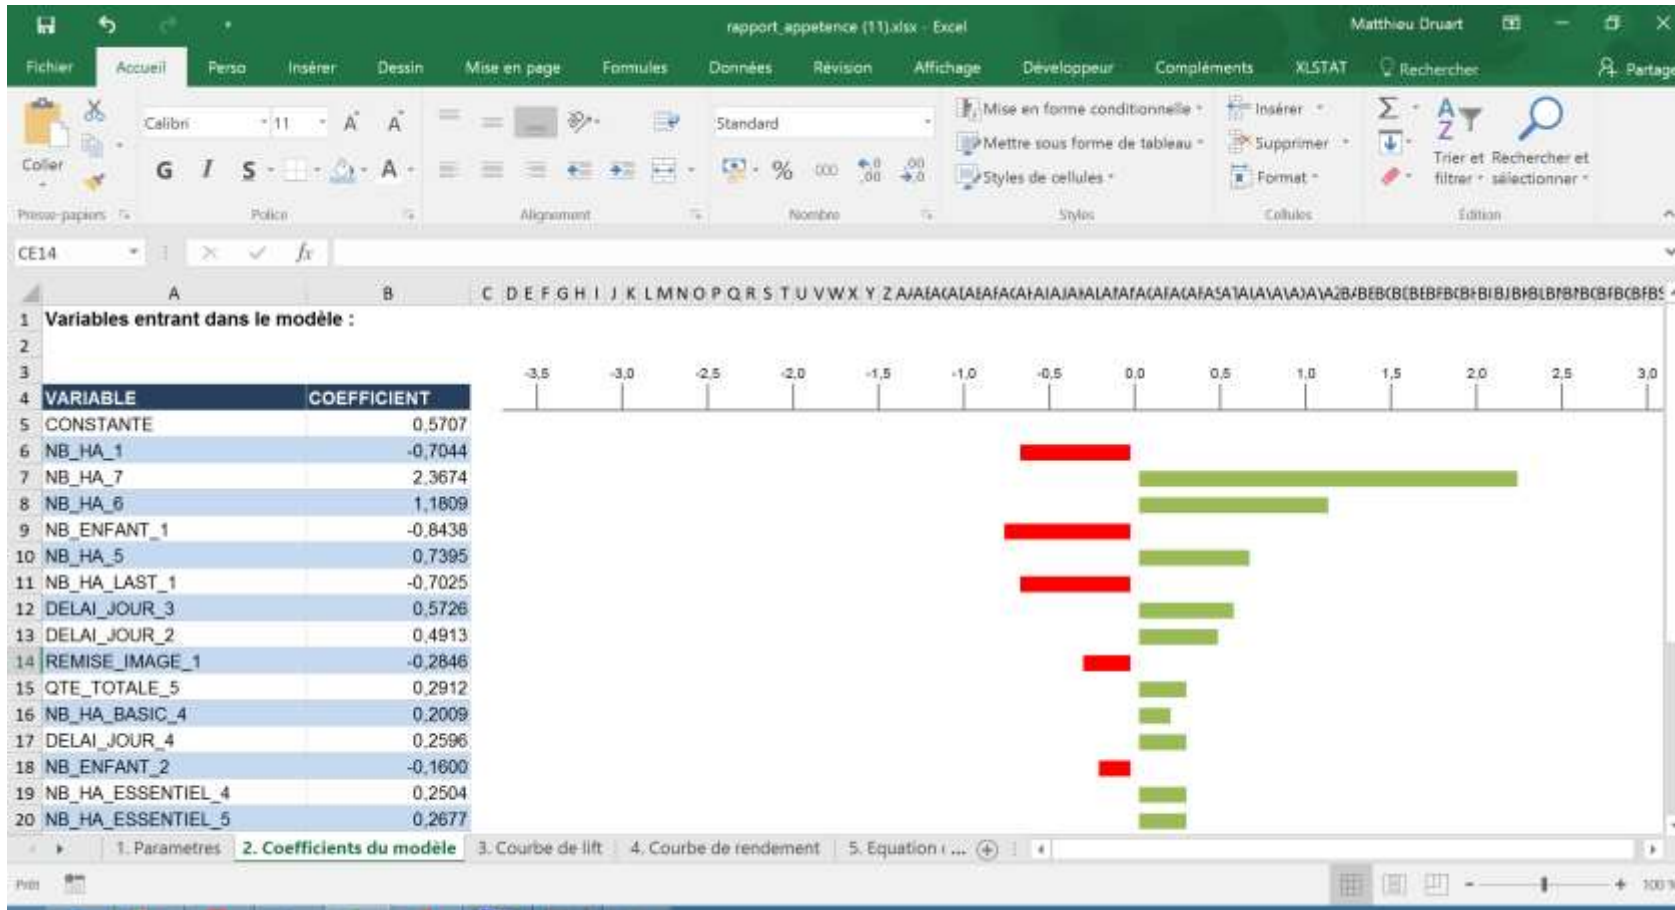 rapport_appetence (11).xlsx - Excel
Matthieu Druart
Fichier Accueil Perso Insérer Dessin Mise en page Formules Données Révision Affichage Développeur Compléments XLSTAT Rechercher Partage
Calibri 11 A A Standard Mise en forme conditionnelle Insérer
Coller Mettre sous forme de tableau Supprimer
G I S A % 000 Styles de cellules Format
Trier et Rechercher et
filtrer sélectionner
Presse-papiers Police Alignement Nombre Styles Cellules Édition
CE14 fx
A B C D E F G H I J K L M N O P Q R S T U V W X Y Z
1 Variables entrant dans le modèle :
2
3 -3,5 -3,0 -2,5 -2,0 -1,5 -1,0 -0,5 0,0 0,5 1,0 1,5 2,0 2,5 3,0
4 VARIABLE COEFFICIENT
5 CONSTANTE 0,5707
6 NB_HA_1 -0,7044
7 NB_HA_7 2,3674
8 NB_HA_6 1,1809
9 NB_ENFANT_1 -0,8438
10 NB_HA_5 0,7395
11 NB_HA_LAST_1 -0,7025
12 DELAI_JOUR_3 0,5726
13 DELAI_JOUR_2 0,4913
14 REMISE_IMAGE_1 -0,2846
15 QTE_TOTALE_5 0,2912
16 NB_HA_BASIC_4 0,2009
17 DELAI_JOUR_4 0,2596
18 NB_ENFANT_2 -0,1600
19 NB_HA_ESSENTIEL_4 0,2504
20 NB_HA_ESSENTIEL_5 0,2677
1. Parametres 2. Coefficients du modèle 3. Courbe de lift 4. Courbe de rendement 5. Equation ...
Prêt 100 %